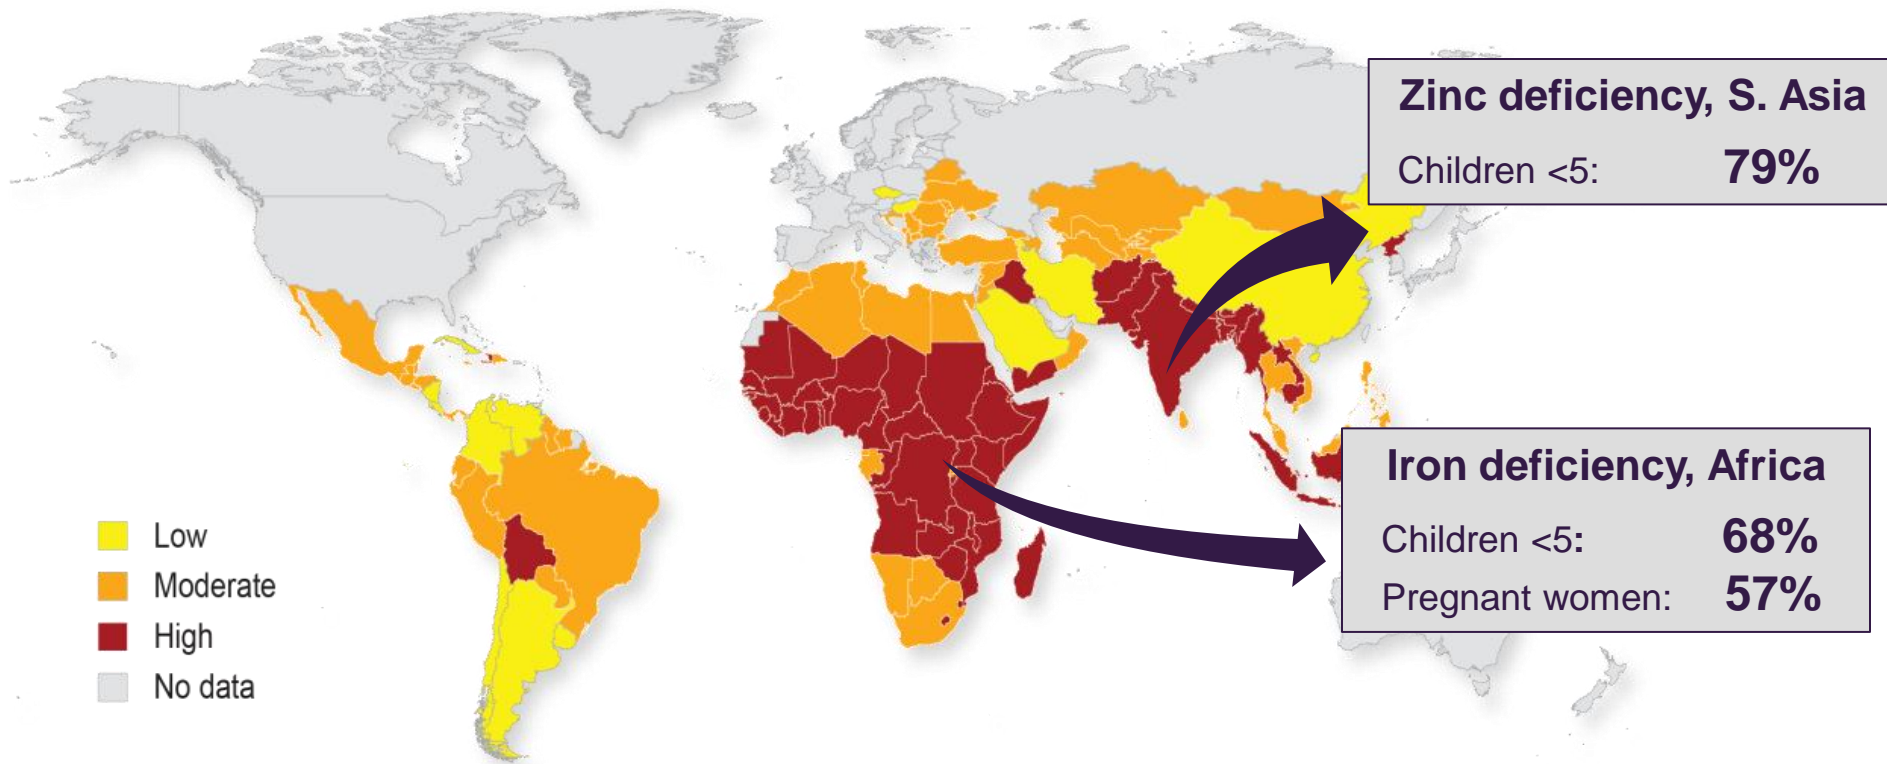 Zinc deficiency, S. Asia
Children <5: 79%
Iron deficiency, Africa
Children <5: 68%
Pregnant women: 57%
Low
Moderate
High
No data